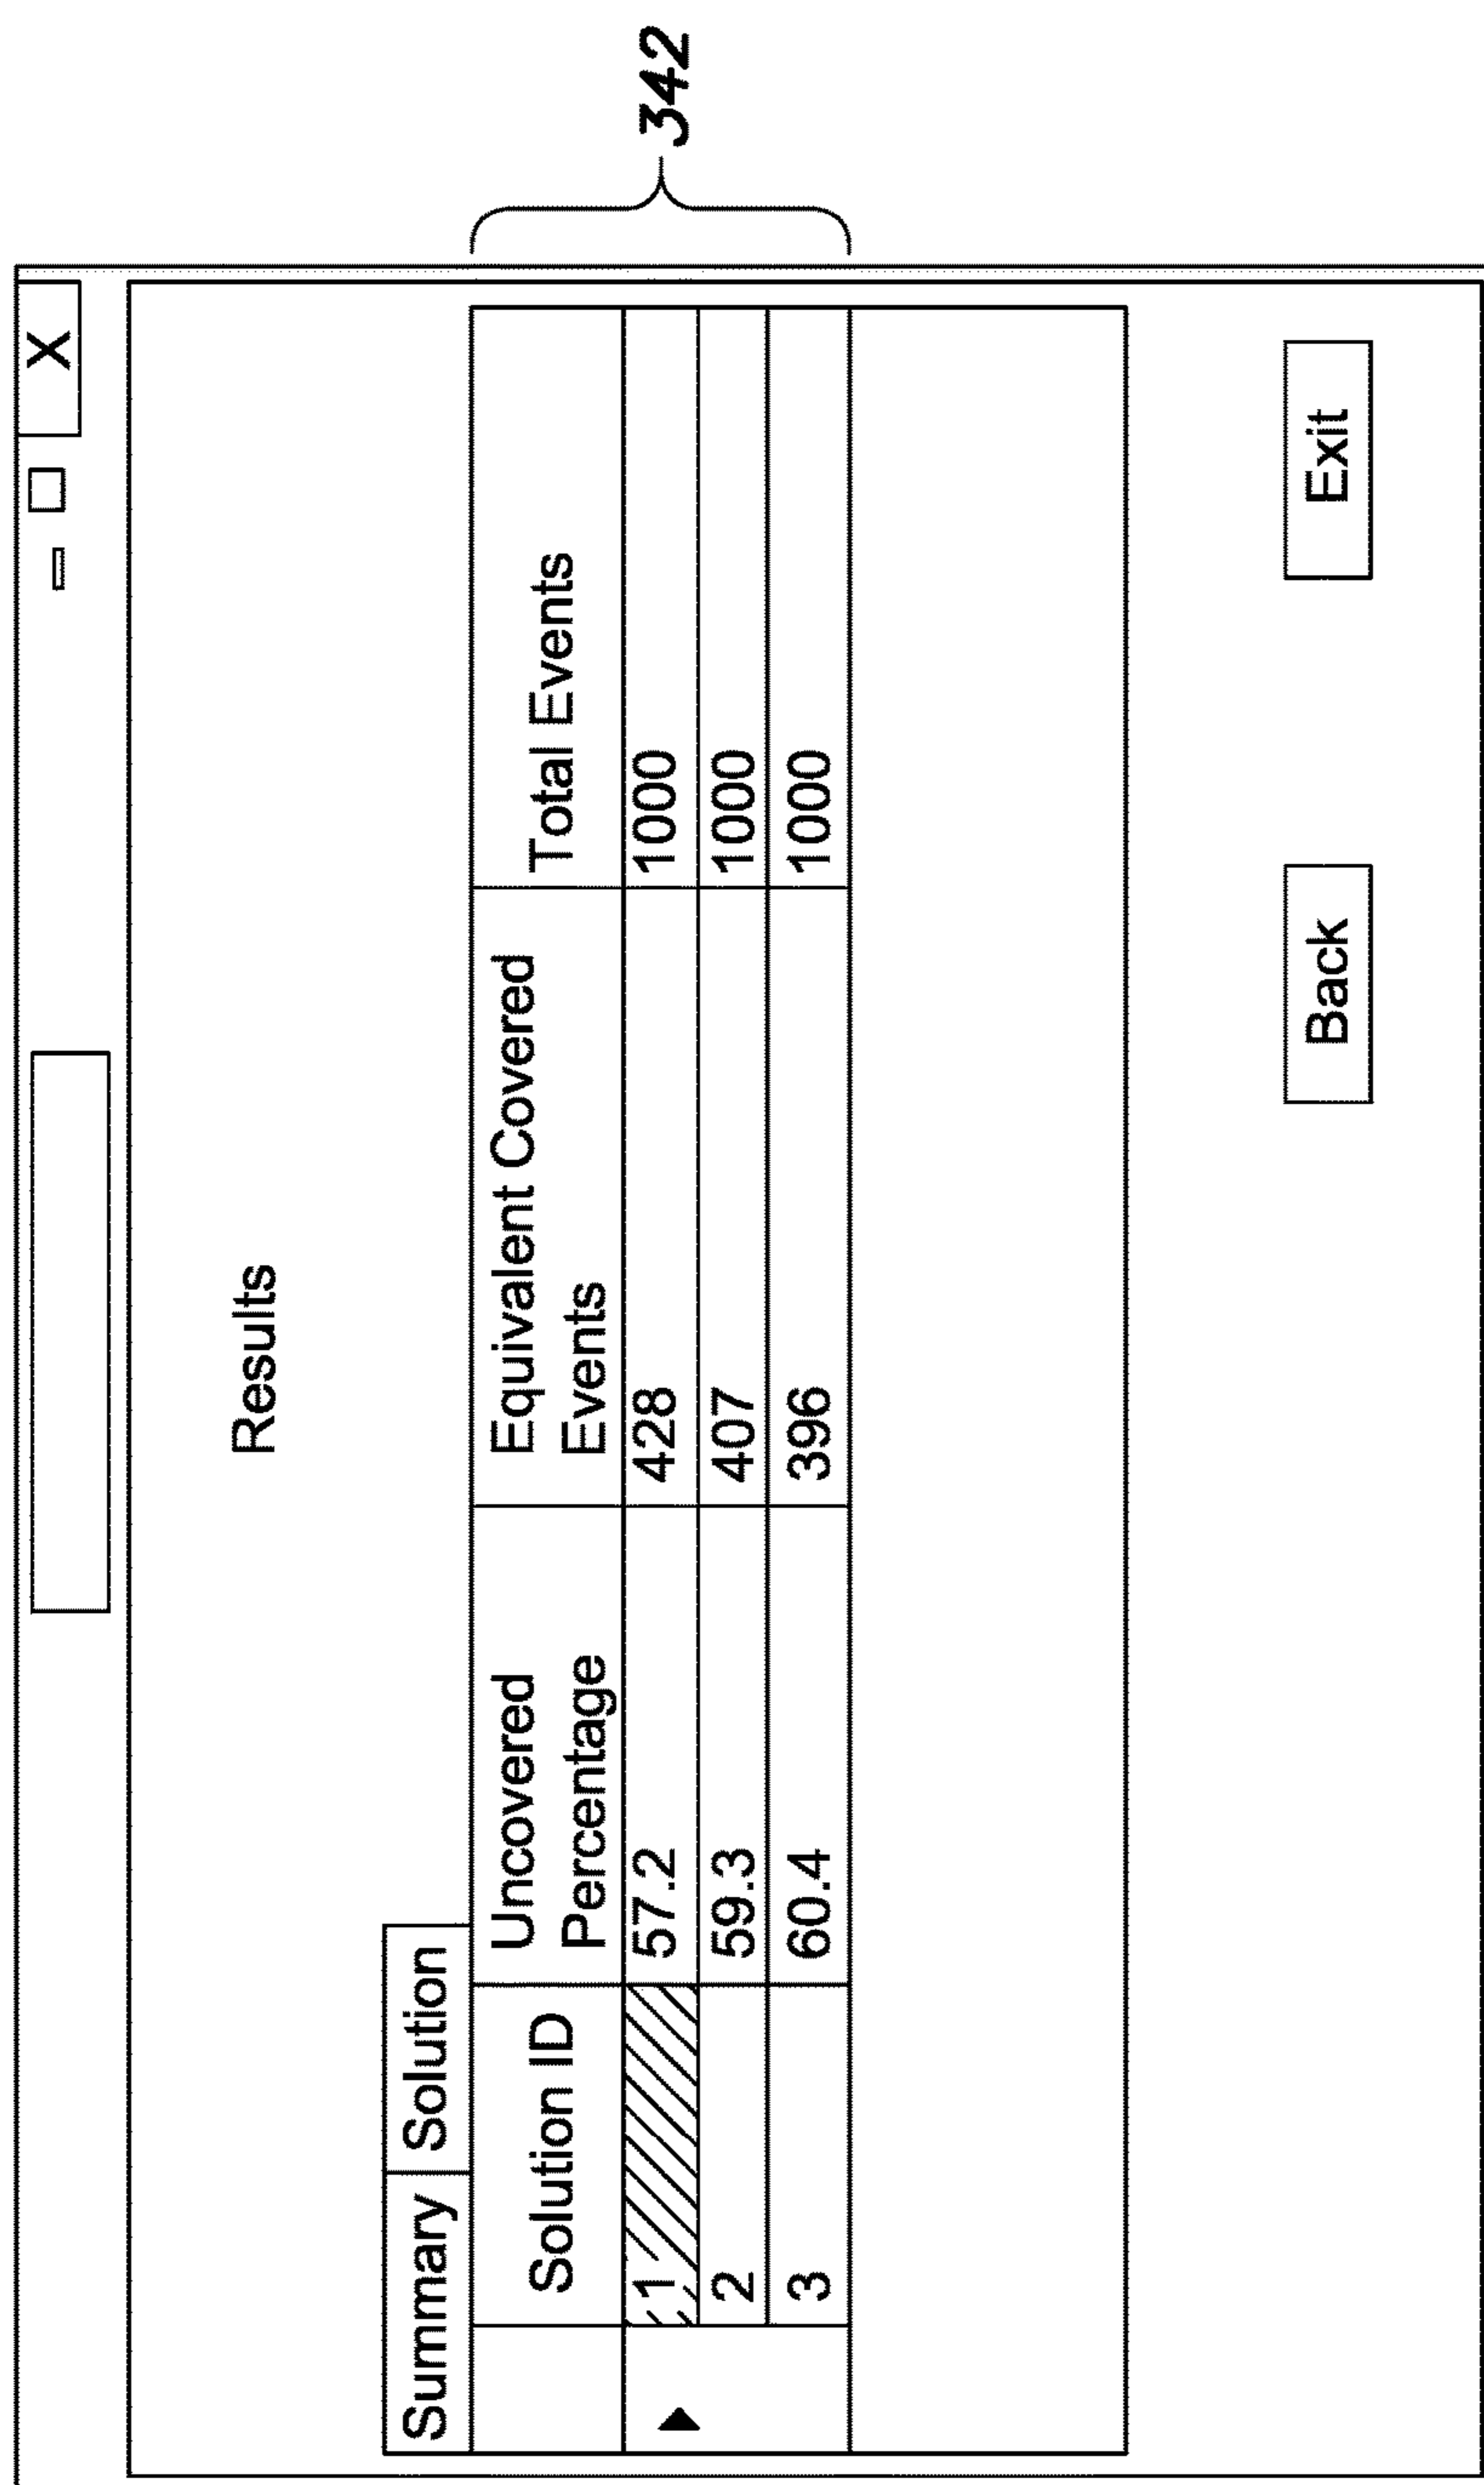 X
Results
Summary Solution
Solution ID Uncovered Percentage Equivalent Covered Events Total Events
1 57.2 428 1000
2 59.3 407 1000
3 60.4 396 1000
342
Back Exit